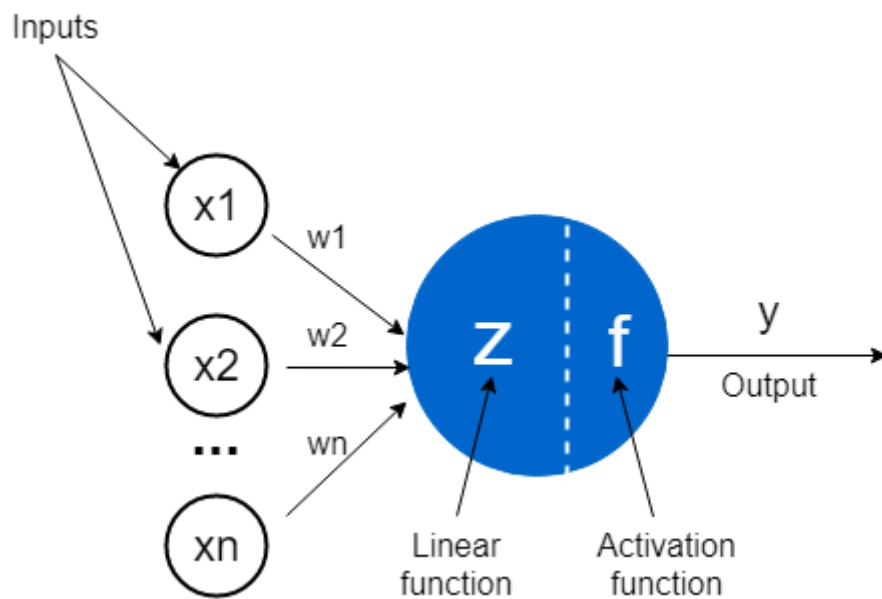 Inputs
x1
w1
x2
w2
...
wn
xn
z
f
y
Output
Linear
function
Activation
function